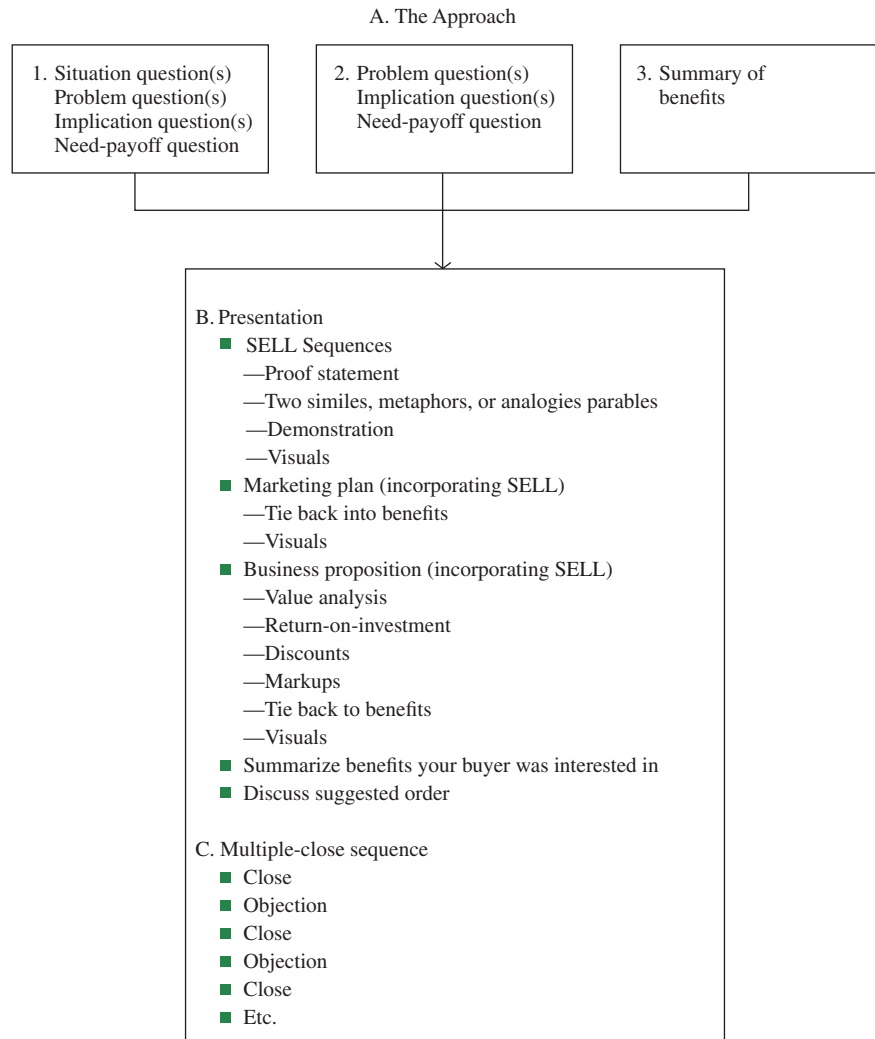 A. The Approach
1. Situation question(s)
Problem question(s)
Implication question(s)
Need-payoff question
2. Problem question(s)
Implication question(s)
Need-payoff question
3. Summary of
benefits
B. Presentation
SELL Sequences
—Proof statement
—Two similes, metaphors, or analogies parables
—Demonstration
—Visuals
Marketing plan (incorporating SELL)
—Tie back into benefits
—Visuals
Business proposition (incorporating SELL)
—Value analysis
—Return-on-investment
—Discounts
—Markups
—Tie back to benefits
—Visuals
Summarize benefits your buyer was interested in
Discuss suggested order
C. Multiple-close sequence
Close
Objection
Close
Objection
Close
Etc.